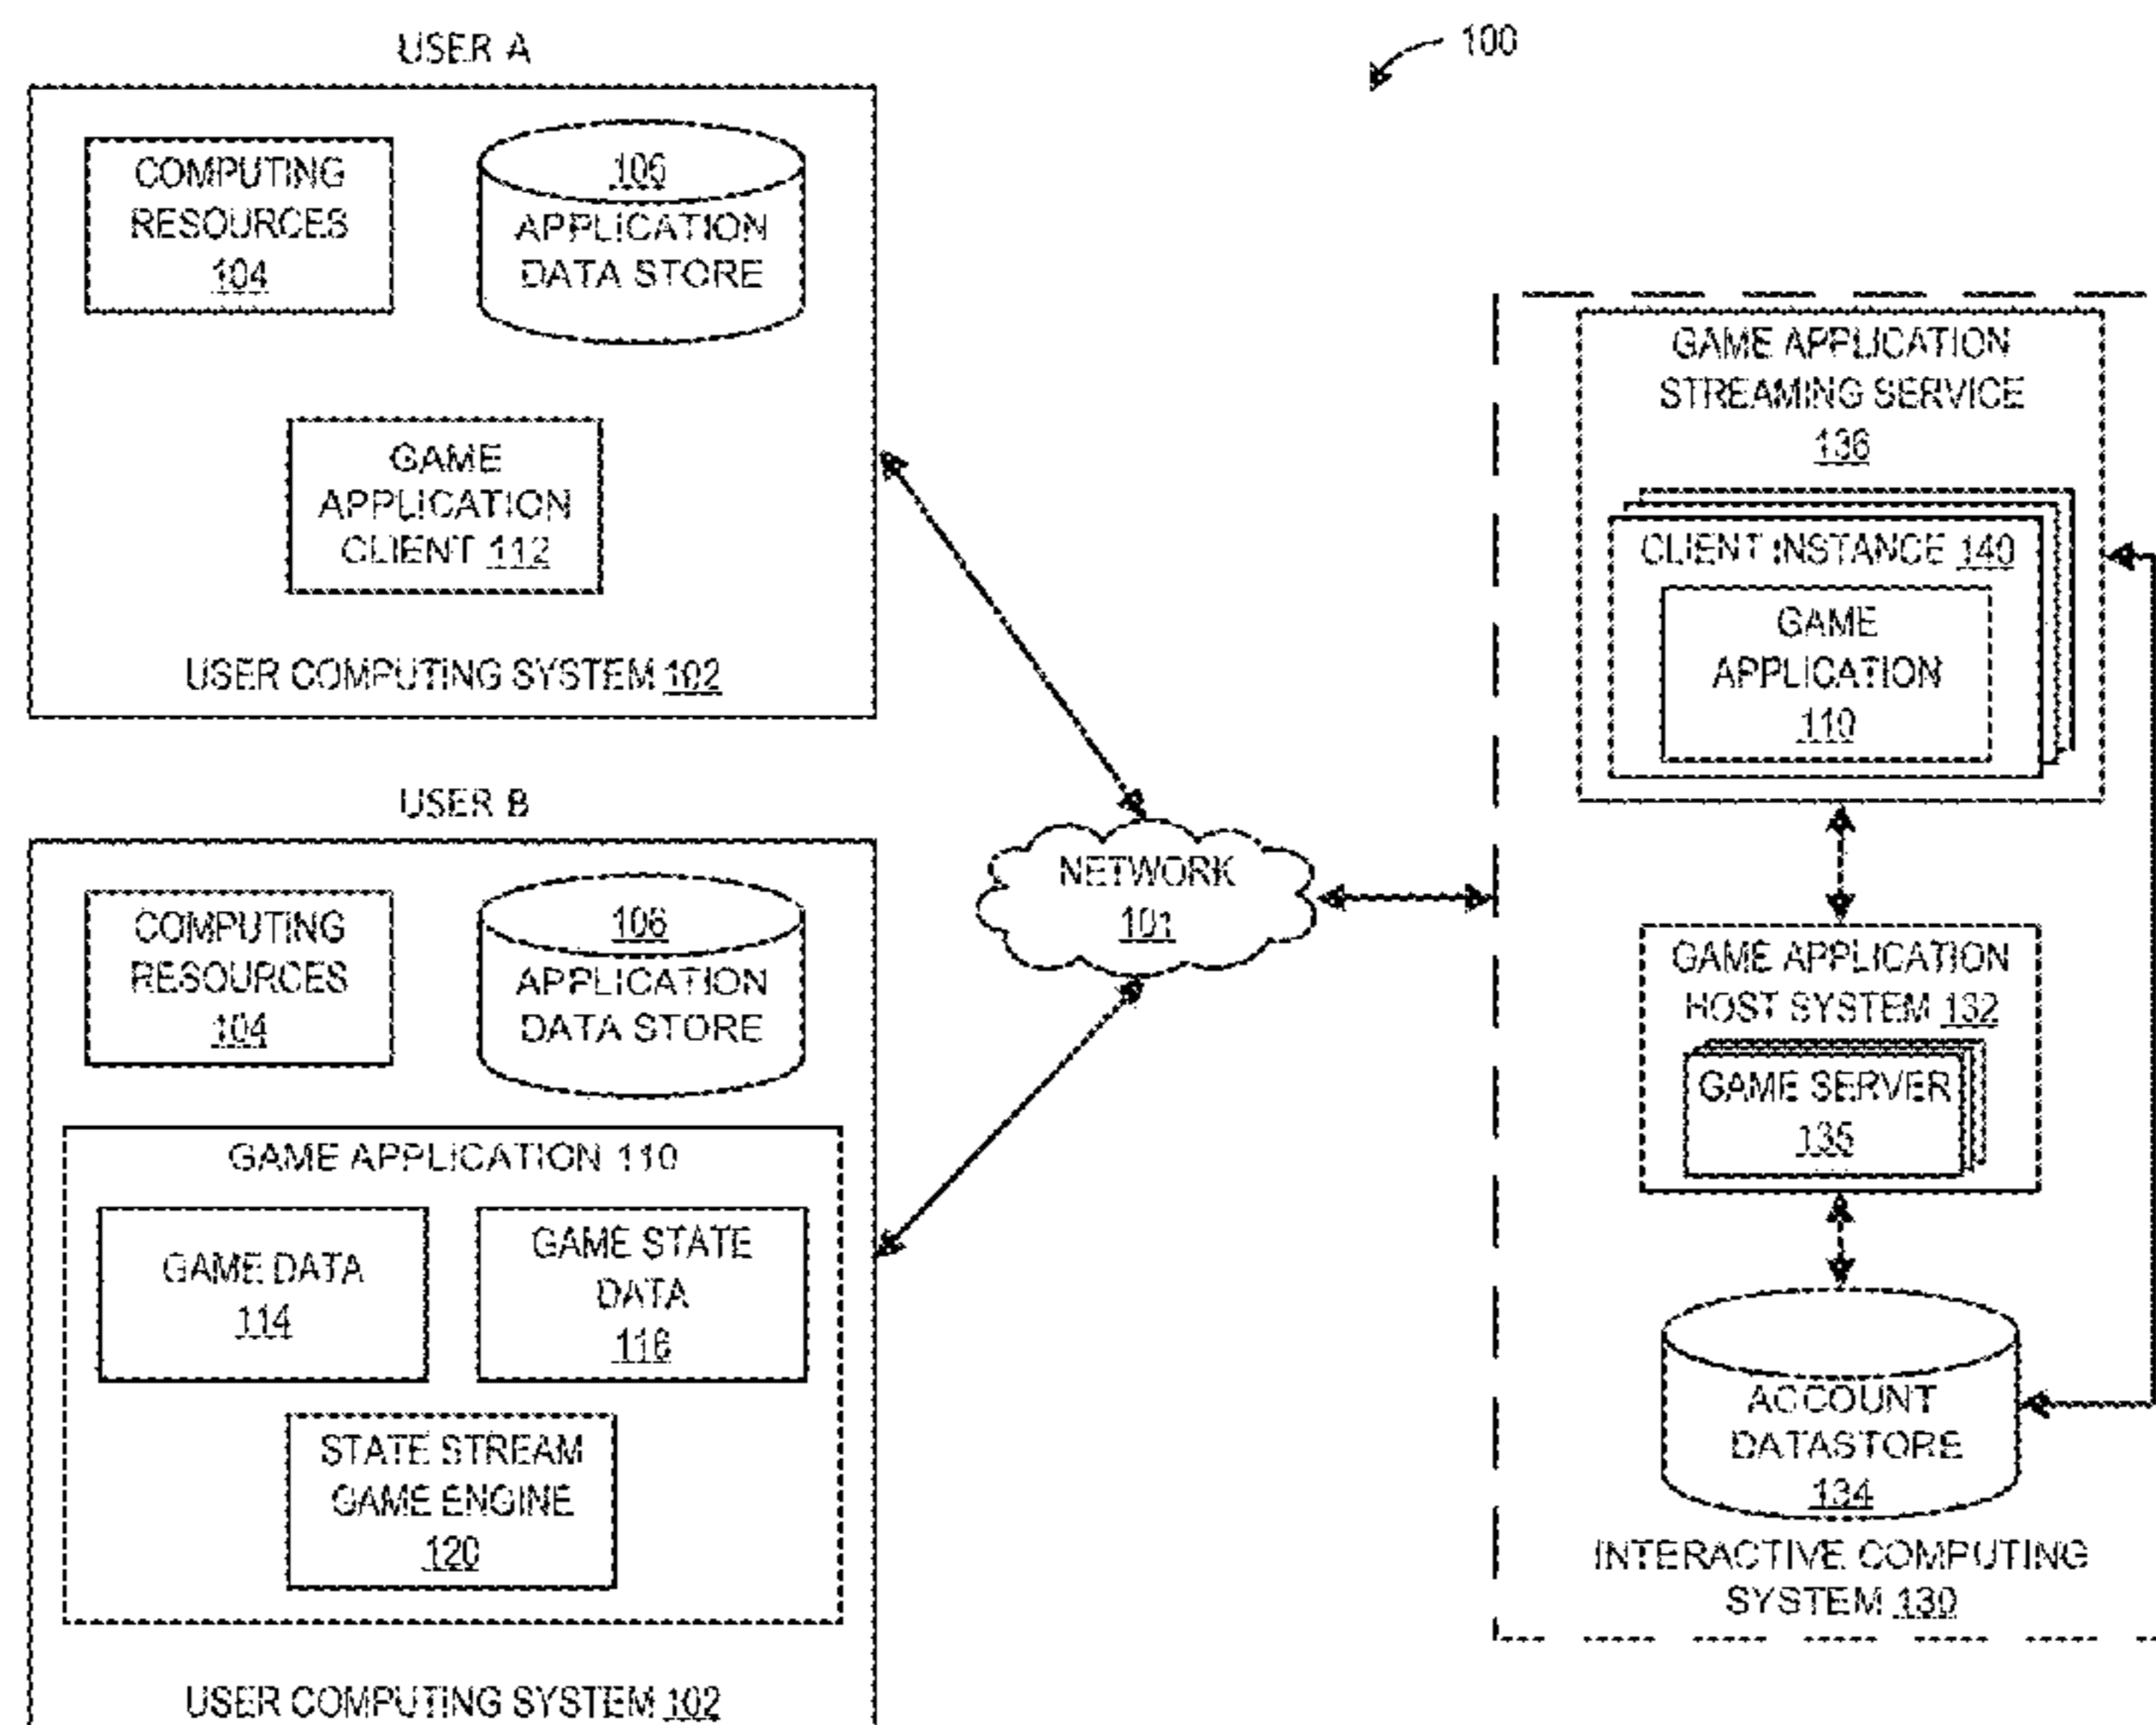 100
USER A
COMPUTING
RESOURCES
104
106
APPLICATION
DATA STORE
GAME
APPLICATION
CLIENT 112
USER COMPUTING SYSTEM 102
USER B
COMPUTING
RESOURCES
104
106
APPLICATION
DATA STORE
GAME APPLICATION 110
GAME DATA
114
GAME STATE
DATA
116
STATE STREAM
GAME ENGINE
120
USER COMPUTING SYSTEM 102
NETWORK
101
GAME APPLICATION
STREAMING SERVICE
136
CLIENT INSTANCE 140
GAME
APPLICATION
110
GAME APPLICATION
HOST SYSTEM 132
GAME SERVER
135
ACCOUNT
DATASTORE
134
INTERACTIVE COMPUTING
SYSTEM 130